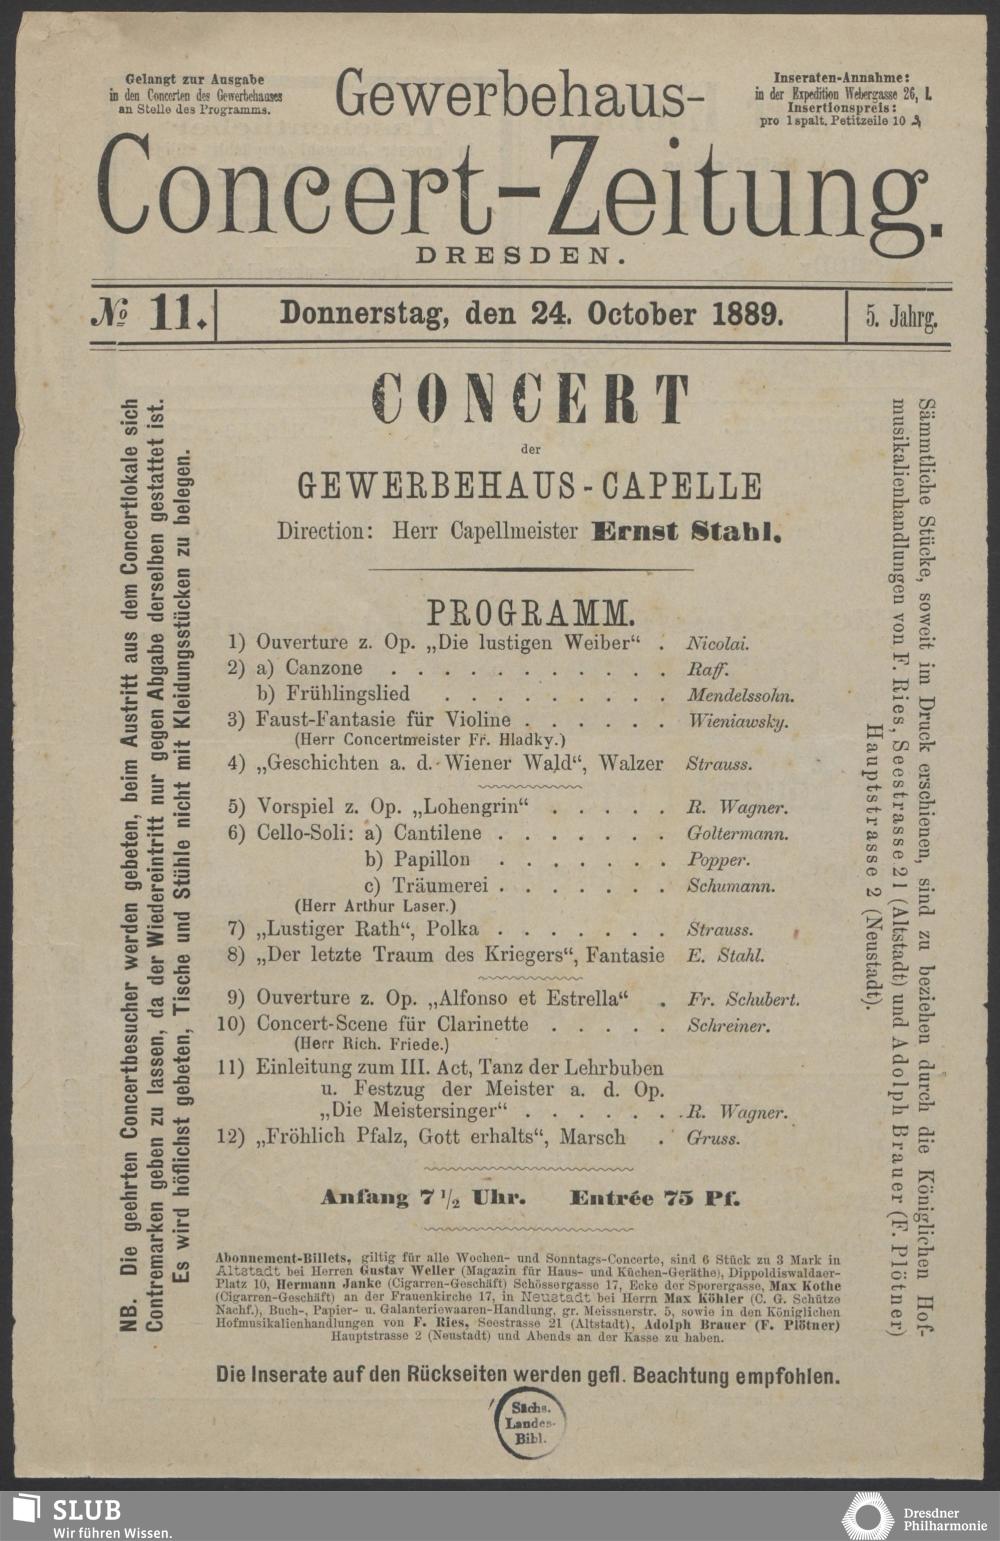 Gelangt zur Ausgabe
in den Concerten des Gewerbehauses
an Stelle des Programms.
Gewerbehaus-
Inseraten-Annahme:
in der Expedition Webergasse 26, I.
Insertionspreis:
pro 1spalt. Petitzeile 10 ₰
Concert-Zeitung.
DRESDEN.
No 11.
Donnerstag, den 24. October 1889.
5. Jahrg.
NB. Die geehrten Concertbesucher werden gebeten, beim Austritt aus dem Concertlokale sich
Contremarken geben zu lassen, da der Wiedereintritt nur gegen Abgabe derselben gestattet ist.
Es wird höflichst gebeten, Tische und Stühle nicht mit Kleidungsstücken zu belegen.
CONCERT
der
GEWERBEHAUS-CAPELLE
Direction: Herr Capellmeister Ernst Stahl.
PROGRAMM.
1) Ouverture z. Op. „Die lustigen Weiber“ . Nicolai.
2) a) Canzone . . . . . . . . . . . Raff.
b) Frühlingslied . . . . . . . . . Mendelssohn.
3) Faust-Fantasie für Violine . . . . . . Wieniawsky.
(Herr Concertmeister Fr. Hladky.)
4) „Geschichten a. d. Wiener Wald“, Walzer Strauss.
5) Vorspiel z. Op. „Lohengrin“ . . . . . R. Wagner.
6) Cello-Soli: a) Cantilene . . . . . . . Goltermann.
b) Papillon . . . . . . . Popper.
c) Träumerei . . . . . . . Schumann.
(Herr Arthur Laser.)
7) „Lustiger Rath“, Polka . . . . . . . Strauss.
8) „Der letzte Traum des Kriegers“, Fantasie E. Stahl.
9) Ouverture z. Op. „Alfonso et Estrella“ . Fr. Schubert.
10) Concert-Scene für Clarinette . . . . . Schreiner.
(Herr Rich. Friede.)
11) Einleitung zum III. Act, Tanz der Lehrbuben
u. Festzug der Meister a. d. Op.
„Die Meistersinger“ . . . . . . . R. Wagner.
12) „Fröhlich Pfalz, Gott erhalts“, Marsch . Gruss.
Anfang 7 1/2 Uhr. Entrée 75 Pf.
Sämmtliche Stücke, soweit im Druck erschienen, sind zu beziehen durch die Königlichen Hof-
musikalienhandlungen von F. Ries, Seestrasse 21 (Altstadt) und Adolph Brauer (F. Plötner)
Hauptstrasse 2 (Neustadt).
Abonnement-Billets, giltig für alle Wochen- und Sonntags-Concerte, sind 6 Stück zu 3 Mark in
Altstadt bei Herren Gustav Weller (Magazin für Haus- und Küchen-Geräthe), Dippoldiswaldaer-
Platz 10, Hermann Janke (Cigarren-Geschäft) Schössergasse 17, Ecke der Sporergasse, Max Kothe
(Cigarren-Geschäft) an der Frauenkirche 17, in Neustadt bei Herrn Max Köhler (C. G. Schütze
Nachf.), Buch-, Papier- u. Galanteriewaaren-Handlung, gr. Meissnerstr. 5, sowie in den Königlichen
Hofmusikalienhandlungen von F. Ries, Seestrasse 21 (Altstadt), Adolph Brauer (F. Plötner)
Hauptstrasse 2 (Neustadt) und Abends an der Kasse zu haben.
Die Inserate auf den Rückseiten werden gefl. Beachtung empfohlen.
Sächs.
Landes-
Bibl.
SLUB
Wir führen Wissen.
Dresdner
Philharmonie